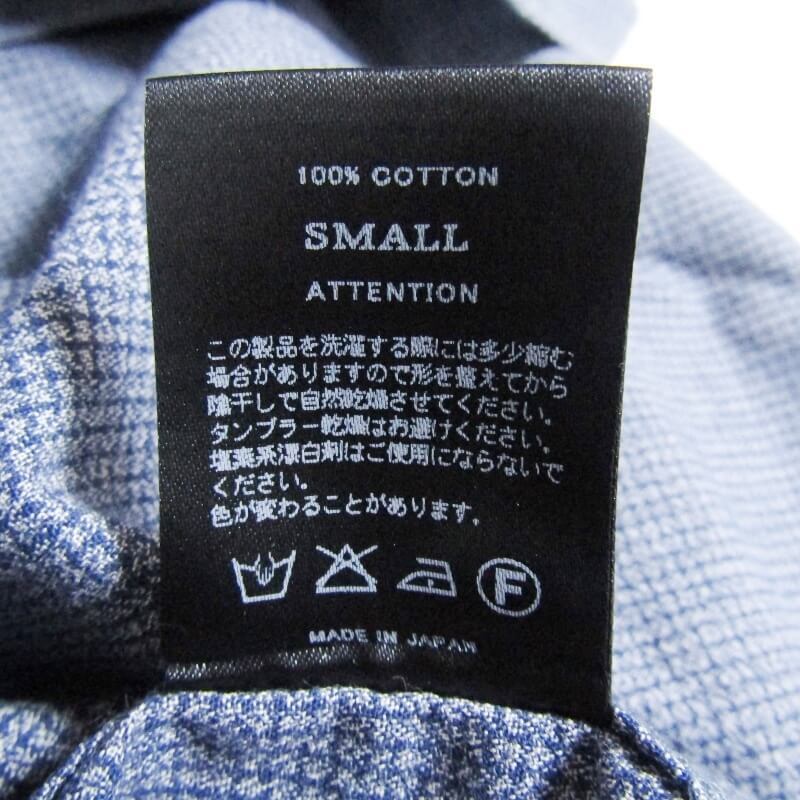 100% COTTON
SMALL
ATTENTION
この製品を洗濯する際には多少縮む
場合がありますので形を整えてから
陰干しで自然乾燥させてください。
タンブラー乾燥はお避けください。
塩素系漂白剤はご使用にならないで
ください。
色が変わることがあります。
F
MADE IN JAPAN